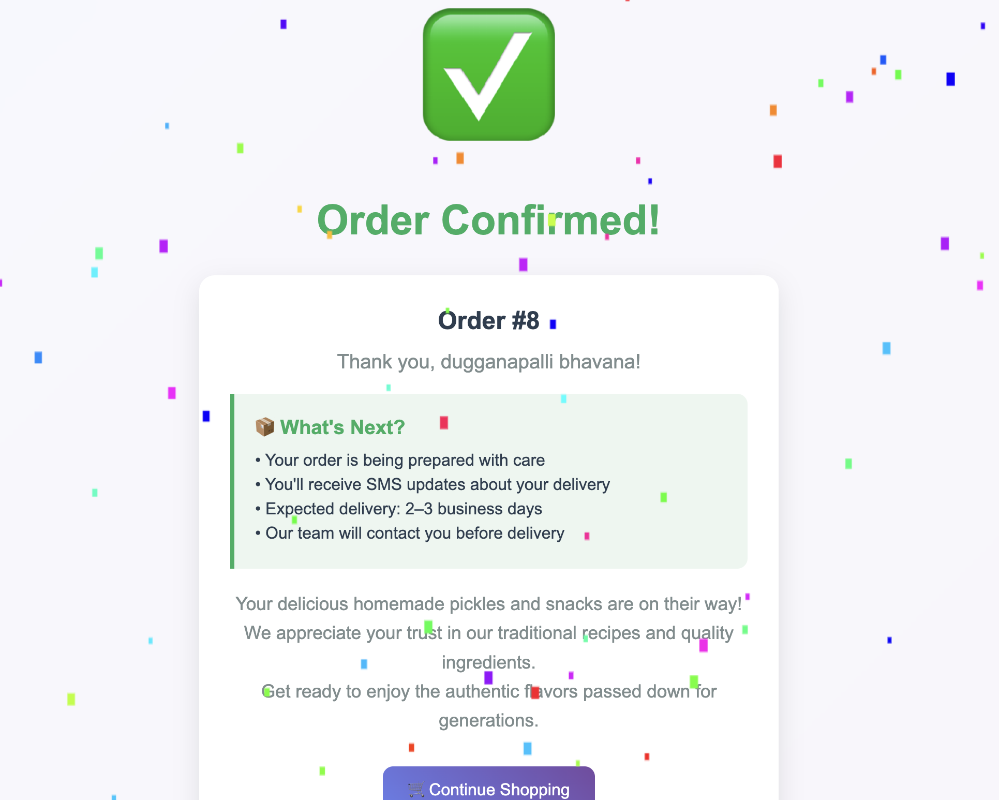 Order Confirmed!
Order #8
Thank you, dugganapalli bhavana!
📦 What's Next?
• Your order is being prepared with care
• You'll receive SMS updates about your delivery
• Expected delivery: 2–3 business days
• Our team will contact you before delivery
Your delicious homemade pickles and snacks are on their way!
We appreciate your trust in our traditional recipes and quality
ingredients.
Get ready to enjoy the authentic flavors passed down for
generations.
🛒 Continue Shopping